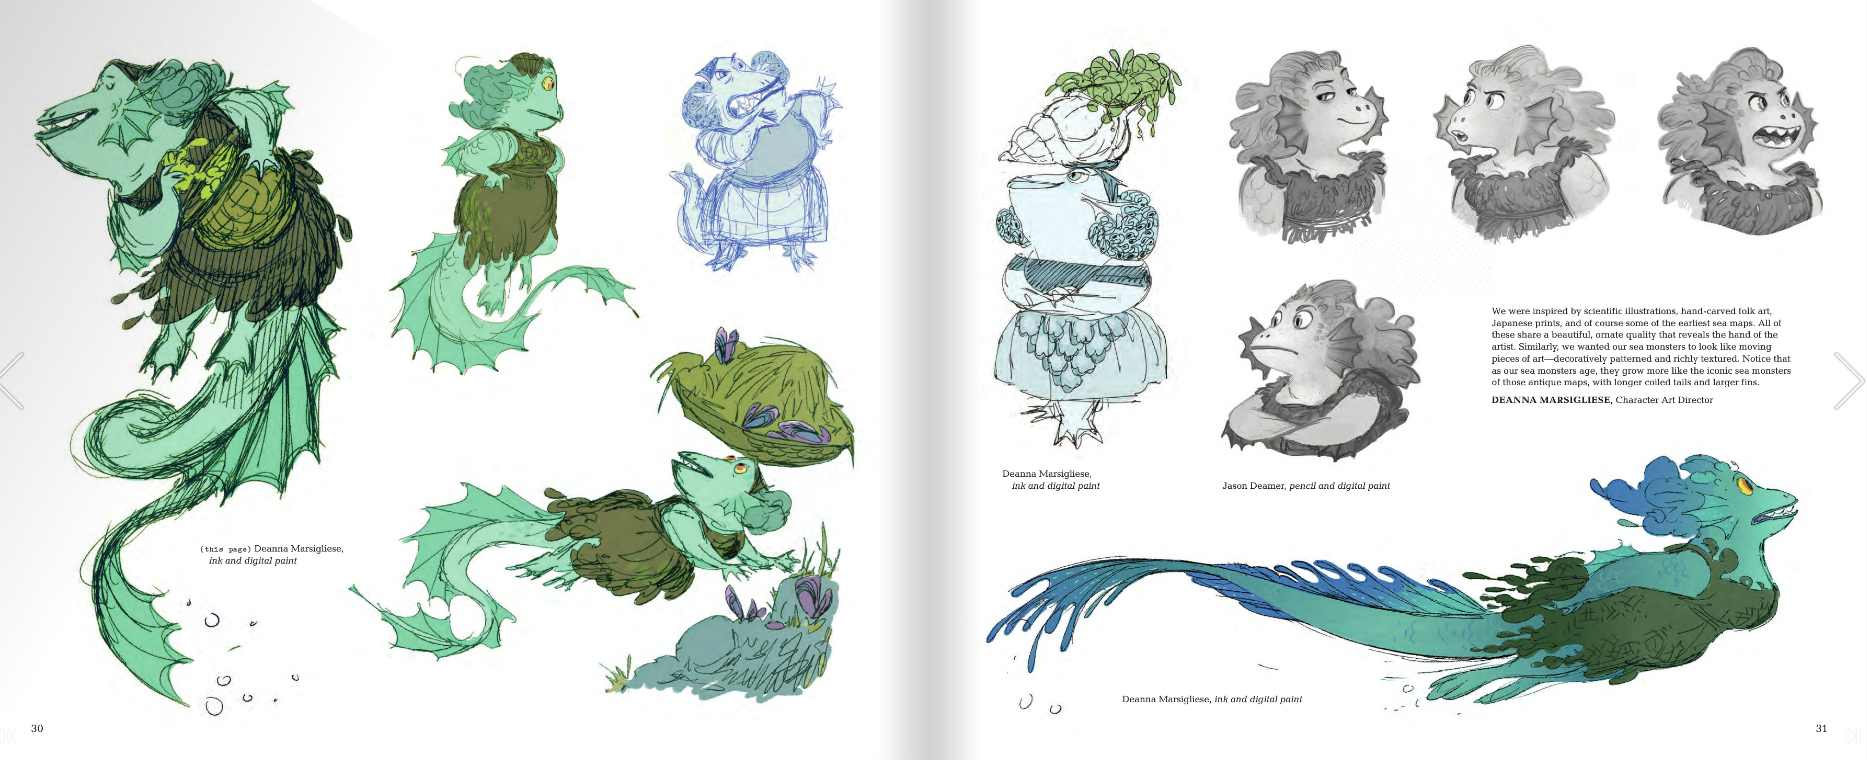 (this page) Deanna Marsigliese,
ink and digital paint
30
Deanna Marsigliese,
ink and digital paint
Jason Deamer, pencil and digital paint
We were inspired by scientific illustrations, hand-carved folk art,
Japanese prints, and of course some of the earliest sea maps. All of
these share a beautiful, ornate quality that reveals the hand of the
artist. Similarly, we wanted our sea monsters to look like moving
pieces of art—decoratively patterned and richly textured. Notice that
as our sea monsters age, they grow more like the iconic sea monsters
of those antique maps, with longer coiled tails and larger fins.
DEANNA MARSIGLIESE, Character Art Director
Deanna Marsigliese, ink and digital paint
31